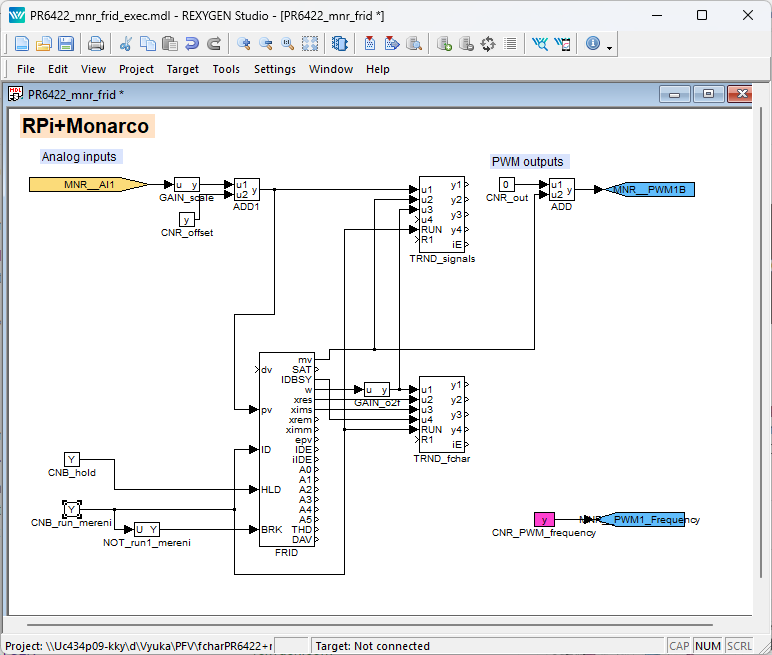 PR6422_mnr_frid_exec.mdl - REXYGEN Studio - [PR6422_mnr_frid *]
File Edit View Project Target Tools Settings Window Help
MDL PR6422_mnr_frid *
RPi+Monarco
Analog inputs
PWM outputs
MNR__AI1
u y
GAIN_scale
u1 y
u2
ADD1
y
CNR_offset
u1 y1
u2 y2
u3 y3
u4 y4
RUN iE
R1
TRND_signals
0
CNR_out
u1 y
u2
ADD
MNR__PWM1B
dv
pv
ID
HLD
BRK
mv
SAT
IDBSY
w
xres
xims
xrem
ximm
epv
IDE
iIDE
A0
A1
A2
A3
A4
A5
THD
DAV
FRID
u y
GAIN_o2f
u1 y1
u2 y2
u3 y3
u4 y4
RUN iE
R1
TRND_fchar
Y
CNB_hold
Y
CNB_run_mereni
U Y
NOT_run1_mereni
y
CNR_PWM_frequency
MNR__PWM1_Frequency
Project: \\Uc434p09-kky\d\Vyuka\PFV\fcharPR6422+r
Target: Not connected
CAP NUM SCRL